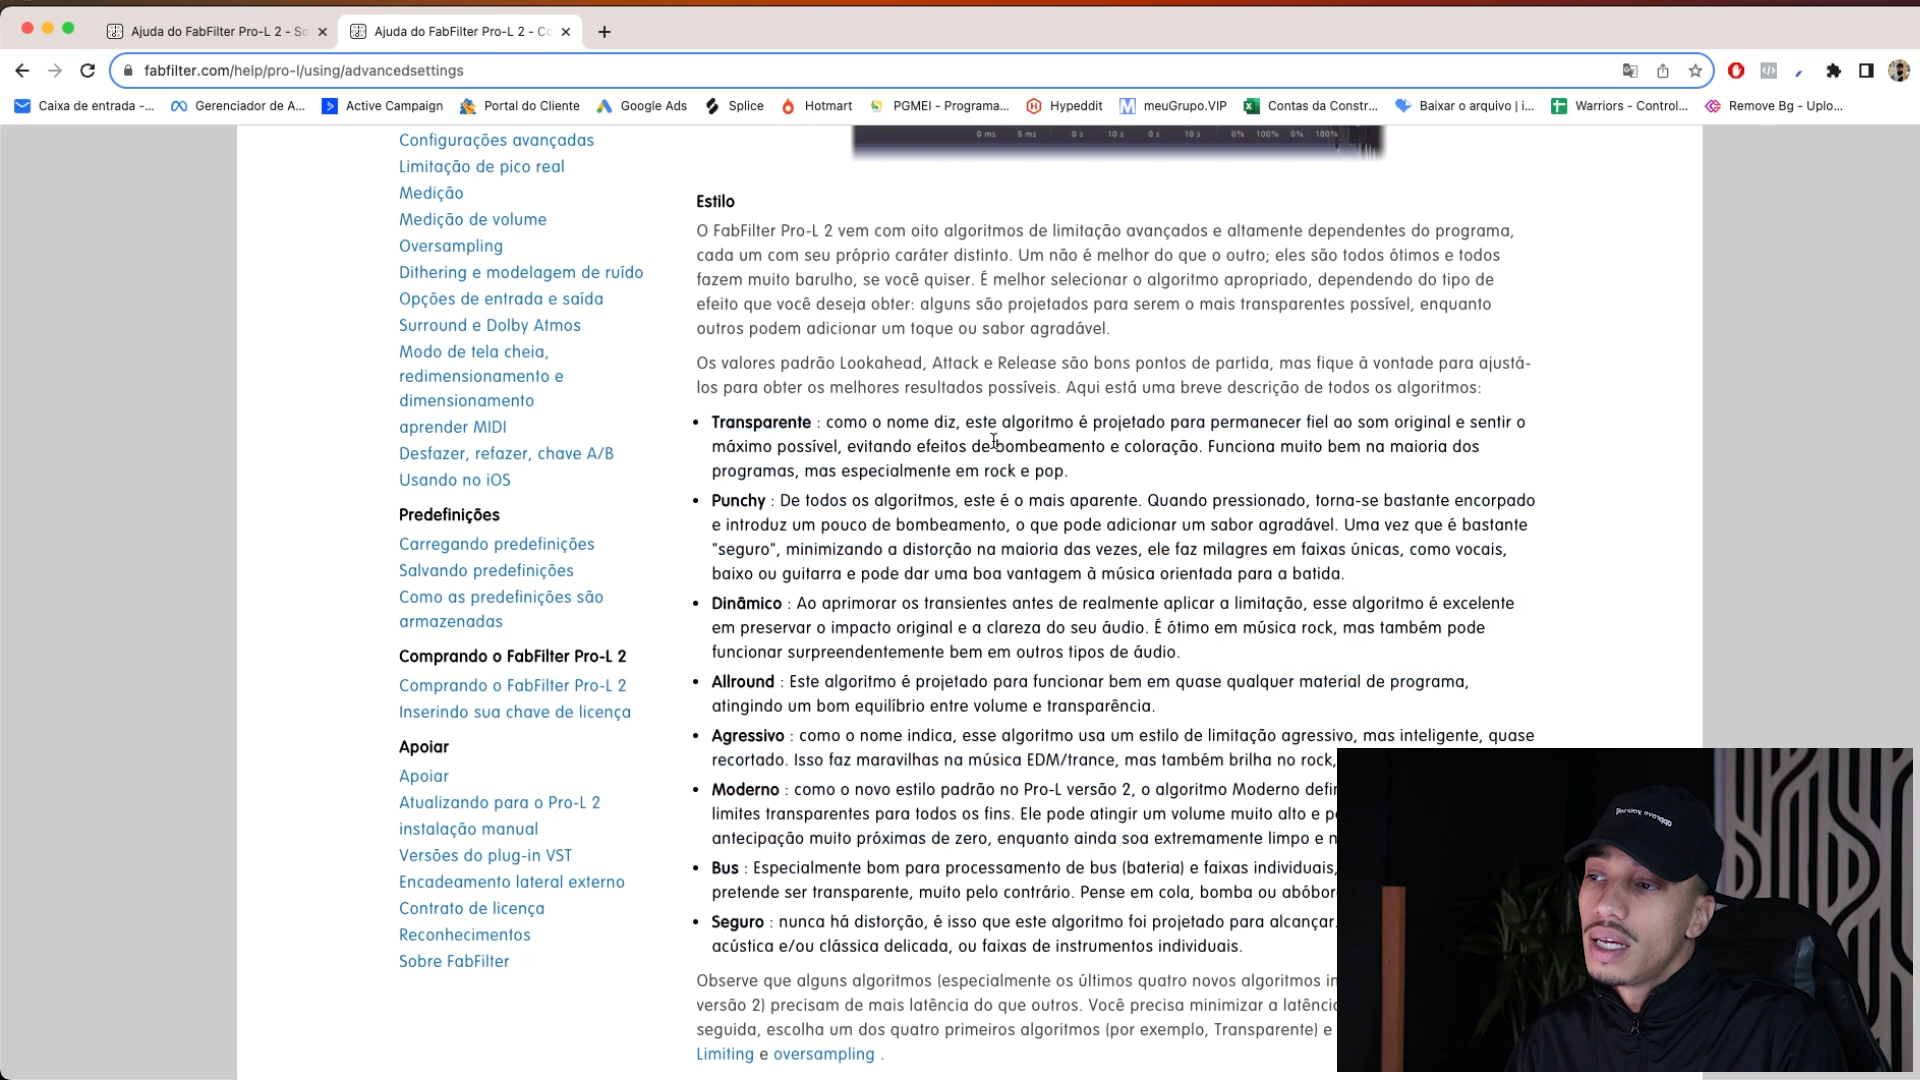 Ajuda do FabFilter Pro-L 2 - So
Ajuda do FabFilter Pro-L 2 - Co
fabfilter.com/help/pro-l/using/advancedsettings
Caixa de entrada -...
Gerenciador de A...
Active Campaign
Portal do Cliente
Google Ads
Splice
Hotmart
PGMEI - Programa...
Hypeddit
meuGrupo.VIP
Contas da Constr...
Baixar o arquivo | i...
Warriors - Control...
Remove Bg - Uplo...
0 ms 5 ms 0 s 10 s 0 s 10 s 0% 100% 0% 100%
Configurações avançadas
Limitação de pico real
Medição
Medição de volume
Oversampling
Dithering e modelagem de ruído
Opções de entrada e saída
Surround e Dolby Atmos
Modo de tela cheia,
redimensionamento e
dimensionamento
aprender MIDI
Desfazer, refazer, chave A/B
Usando no iOS
Predefinições
Carregando predefinições
Salvando predefinições
Como as predefinições são
armazenadas
Comprando o FabFilter Pro-L 2
Comprando o FabFilter Pro-L 2
Inserindo sua chave de licença
Apoiar
Apoiar
Atualizando para o Pro-L 2
instalação manual
Versões do plug-in VST
Encadeamento lateral externo
Contrato de licença
Reconhecimentos
Sobre FabFilter
Estilo
O FabFilter Pro-L 2 vem com oito algoritmos de limitação avançados e altamente dependentes do programa,
cada um com seu próprio caráter distinto. Um não é melhor do que o outro; eles são todos ótimos e todos
fazem muito barulho, se você quiser. É melhor selecionar o algoritmo apropriado, dependendo do tipo de
efeito que você deseja obter: alguns são projetados para serem o mais transparentes possível, enquanto
outros podem adicionar um toque ou sabor agradável.
Os valores padrão Lookahead, Attack e Release são bons pontos de partida, mas fique à vontade para ajustá-
los para obter os melhores resultados possíveis. Aqui está uma breve descrição de todos os algoritmos:
• Transparente : como o nome diz, este algoritmo é projetado para permanecer fiel ao som original e sentir o
máximo possível, evitando efeitos de bombeamento e coloração. Funciona muito bem na maioria dos
programas, mas especialmente em rock e pop.
• Punchy : De todos os algoritmos, este é o mais aparente. Quando pressionado, torna-se bastante encorpado
e introduz um pouco de bombeamento, o que pode adicionar um sabor agradável. Uma vez que é bastante
"seguro", minimizando a distorção na maioria das vezes, ele faz milagres em faixas únicas, como vocais,
baixo ou guitarra e pode dar uma boa vantagem à música orientada para a batida.
• Dinâmico : Ao aprimorar os transientes antes de realmente aplicar a limitação, esse algoritmo é excelente
em preservar o impacto original e a clareza do seu áudio. É ótimo em música rock, mas também pode
funcionar surpreendentemente bem em outros tipos de áudio.
• Allround : Este algoritmo é projetado para funcionar bem em quase qualquer material de programa,
atingindo um bom equilíbrio entre volume e transparência.
• Agressivo : como o nome indica, esse algoritmo usa um estilo de limitação agressivo, mas inteligente, quase
recortado. Isso faz maravilhas na música EDM/trance, mas também brilha no rock,
• Moderno : como o novo estilo padrão no Pro-L versão 2, o algoritmo Moderno defin
limites transparentes para todos os fins. Ele pode atingir um volume muito alto e p
antecipação muito próximas de zero, enquanto ainda soa extremamente limpo e n
• Bus : Especialmente bom para processamento de bus (bateria) e faixas individuais,
pretende ser transparente, muito pelo contrário. Pense em cola, bomba ou abóbor
• Seguro : nunca há distorção, é isso que este algoritmo foi projetado para alcançar.
acústica e/ou clássica delicada, ou faixas de instrumentos individuais.
Observe que alguns algoritmos (especialmente os últimos quatro novos algoritmos in
versão 2) precisam de mais latência do que outros. Você precisa minimizar a latênci
seguida, escolha um dos quatro primeiros algoritmos (por exemplo, Transparente) e
Limiting e oversampling .